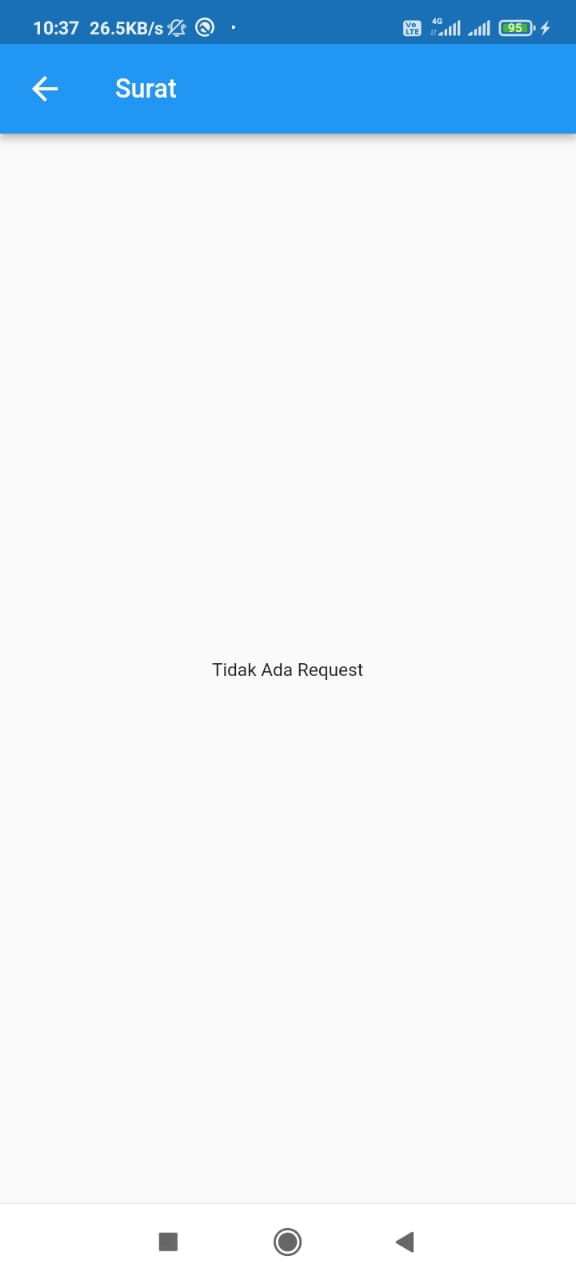 10:37 26.5KB/s
Vo LTE 4G 95
Surat
Tidak Ada Request